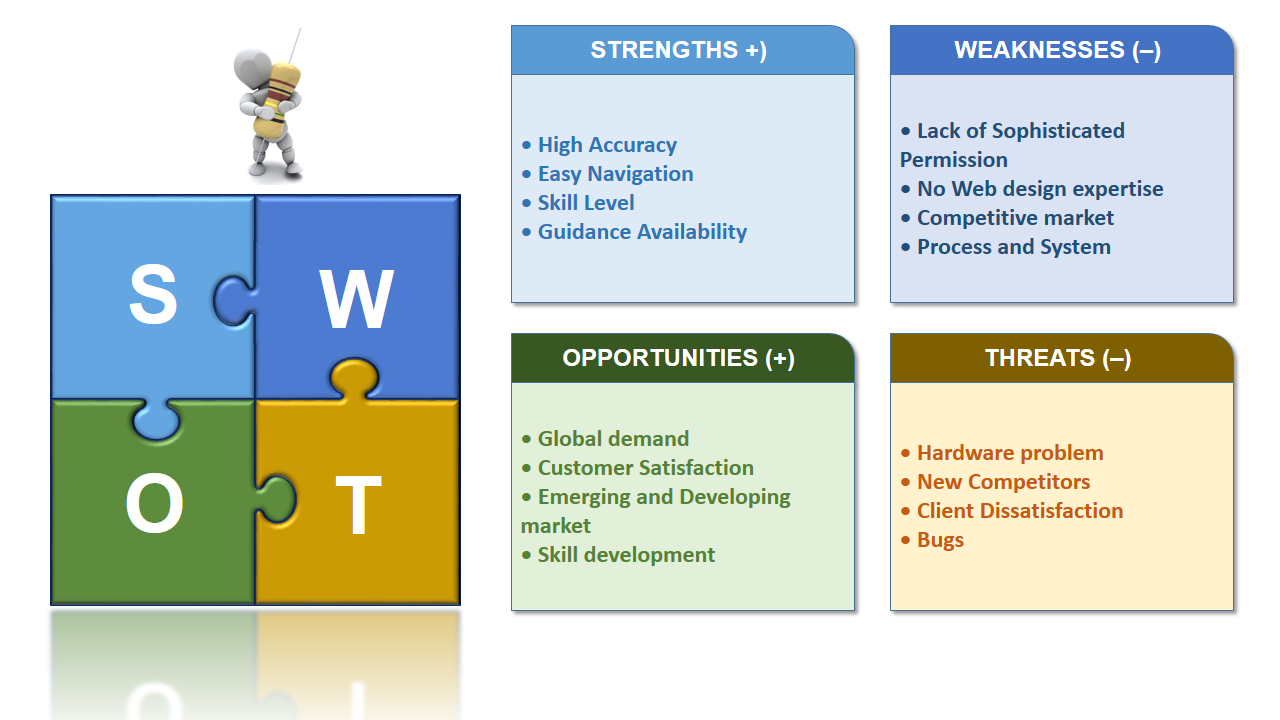 S
W
O
T
STRENGTHS +)
• High Accuracy
• Easy Navigation
• Skill Level
• Guidance Availability
WEAKNESSES (–)
• Lack of Sophisticated
Permission
• No Web design expertise
• Competitive market
• Process and System
OPPORTUNITIES (+)
• Global demand
• Customer Satisfaction
• Emerging and Developing
market
• Skill development
THREATS (–)
• Hardware problem
• New Competitors
• Client Dissatisfaction
• Bugs